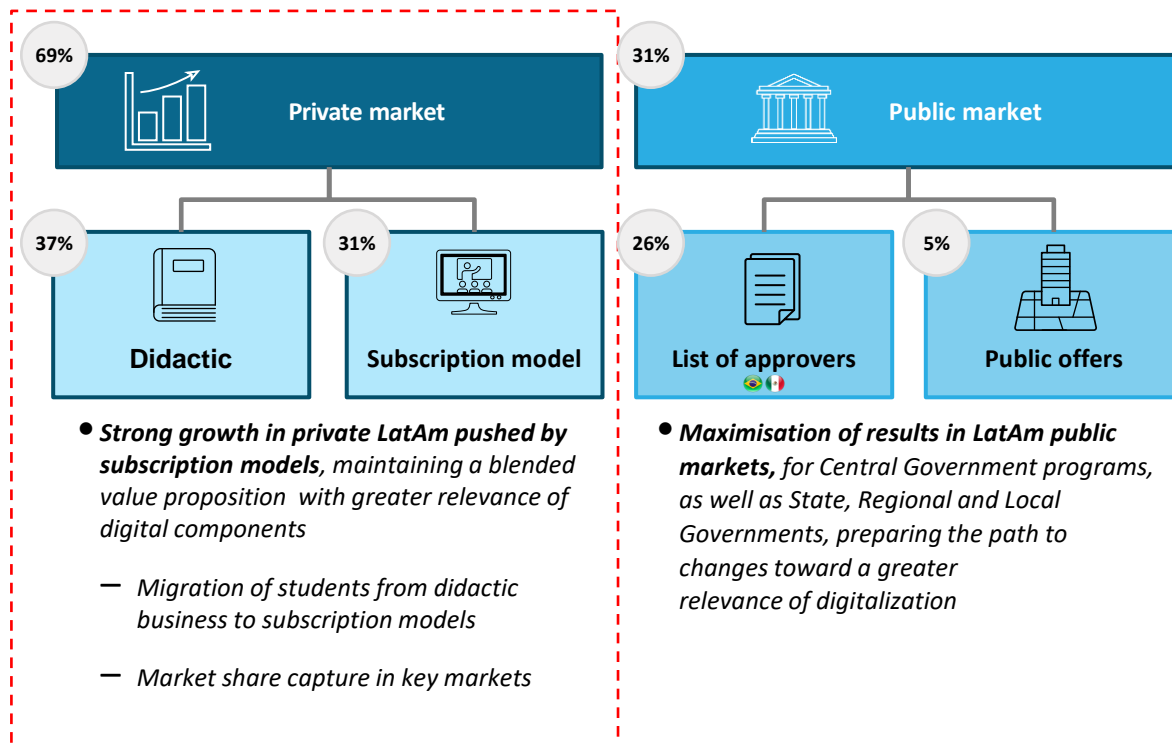 69%
Private market
31%
Public market
37%
Didactic
31%
Subscription model
26%
List of approvers
5%
Public offers
• Strong growth in private LatAm pushed by
subscription models, maintaining a blended
value proposition with greater relevance of
digital components
– Migration of students from didactic
business to subscription models
– Market share capture in key markets
• Maximisation of results in LatAm public
markets, for Central Government programs,
as well as State, Regional and Local
Governments, preparing the path to
changes toward a greater
relevance of digitalization